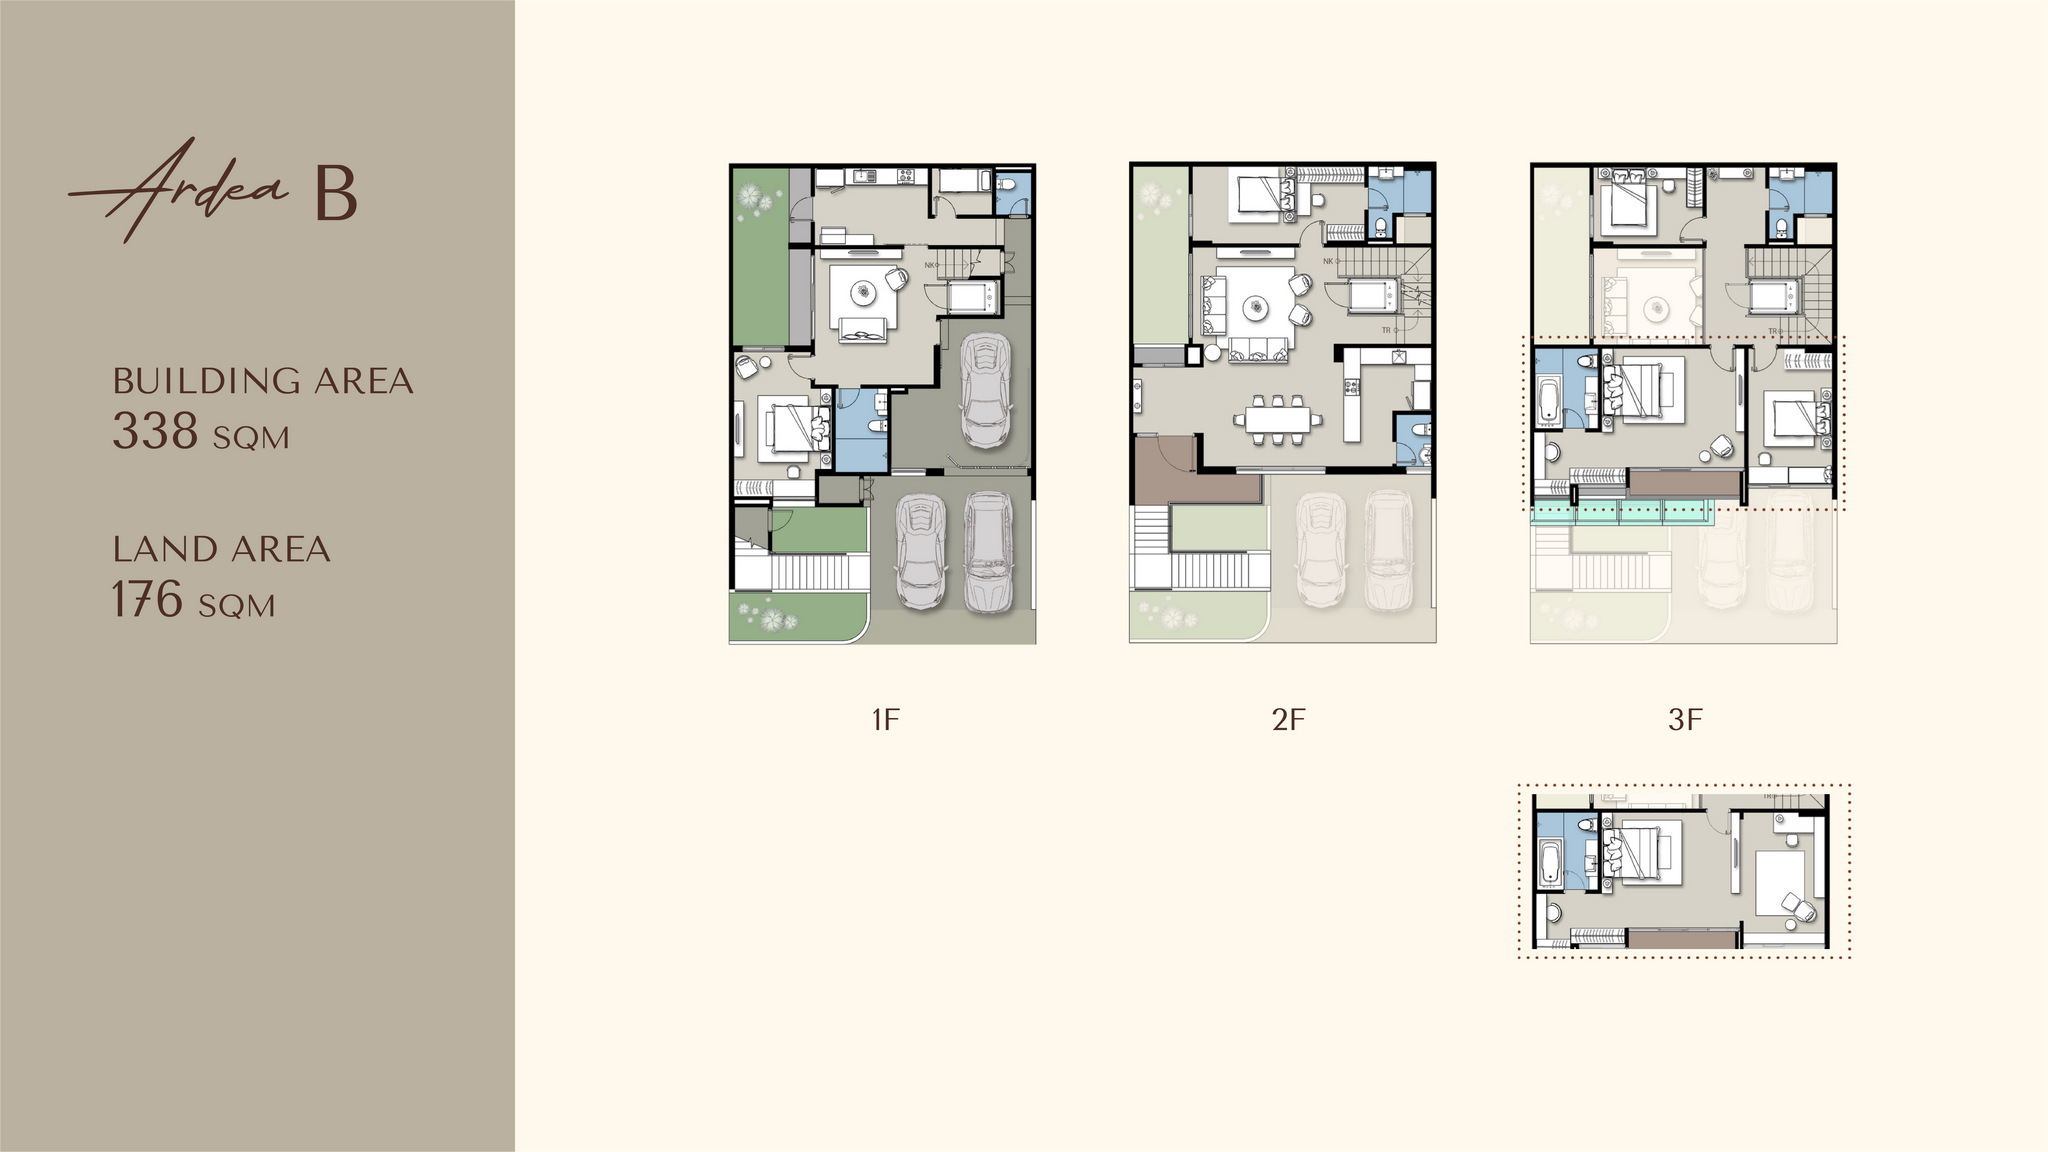 Ardea B
BUILDING AREA
338 SQM
LAND AREA
176 SQM
NK
NK
TR
TR
1F
2F
3F